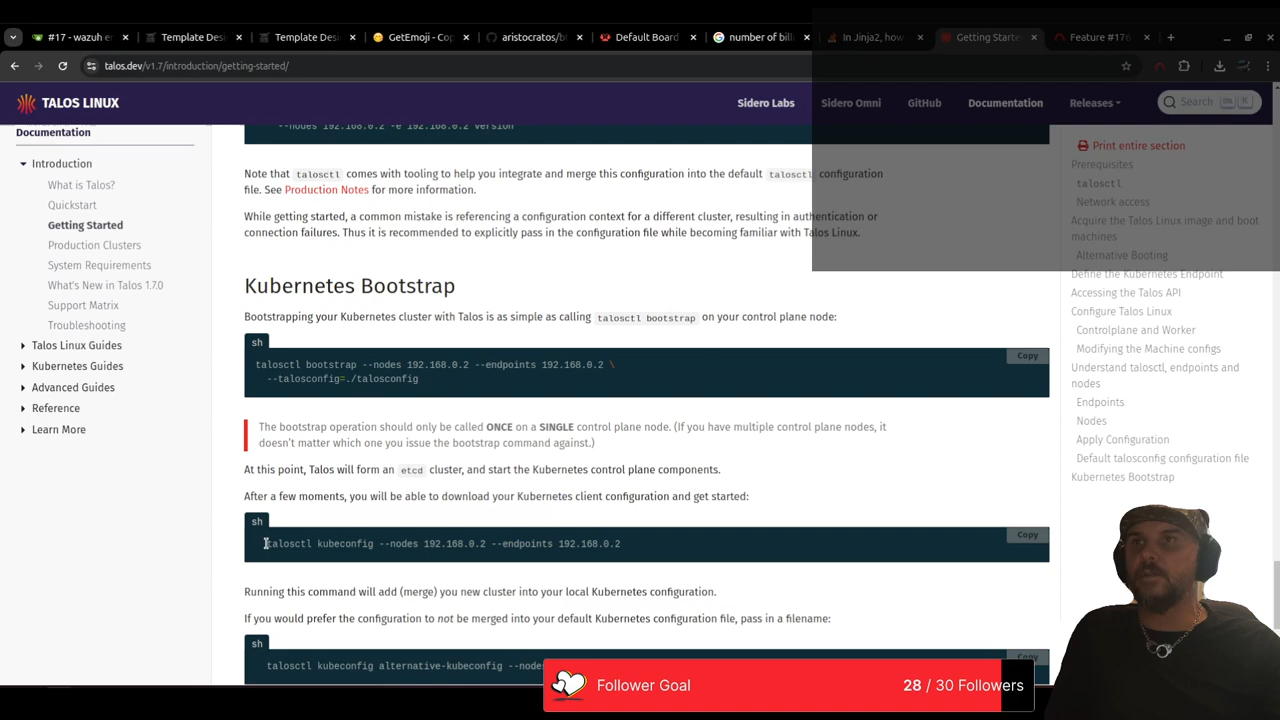 #17 - wazuh er
Template Desi
Template Desi
GetEmoji - Cop
aristocratos/bt
Default Board
number of billi
In Jinja2, how
Getting Starte
Feature #176
talos.dev/v1.7/introduction/getting-started/
TALOS LINUX
Sidero Labs
Sidero Omni
GitHub
Documentation
Releases
Search
Documentation
Introduction
What is Talos?
Quickstart
Getting Started
Production Clusters
System Requirements
What's New in Talos 1.7.0
Support Matrix
Troubleshooting
Talos Linux Guides
Kubernetes Guides
Advanced Guides
Reference
Learn More
--nodes 192.168.0.2 -e 192.168.0.2 version
Note that talosctl comes with tooling to help you integrate and merge this configuration into the default talosctl configuration
file. See Production Notes for more information.
While getting started, a common mistake is referencing a configuration context for a different cluster, resulting in authentication or
connection failures. Thus it is recommended to explicitly pass in the configuration file while becoming familiar with Talos Linux.
Kubernetes Bootstrap
Bootstrapping your Kubernetes cluster with Talos is as simple as calling talosctl bootstrap on your control plane node:
sh
Copy
talosctl bootstrap --nodes 192.168.0.2 --endpoints 192.168.0.2 \
--talosconfig=./talosconfig
The bootstrap operation should only be called ONCE on a SINGLE control plane node. (If you have multiple control plane nodes, it
doesn't matter which one you issue the bootstrap command against.)
At this point, Talos will form an etcd cluster, and start the Kubernetes control plane components.
After a few moments, you will be able to download your Kubernetes client configuration and get started:
sh
Copy
talosctl kubeconfig --nodes 192.168.0.2 --endpoints 192.168.0.2
Running this command will add (merge) you new cluster into your local Kubernetes configuration.
If you would prefer the configuration to not be merged into your default Kubernetes configuration file, pass in a filename:
sh
Copy
talosctl kubeconfig alternative-kubeconfig --nodes
Print entire section
Prerequisites
talosctl
Network access
Acquire the Talos Linux image and boot
machines
Alternative Booting
Define the Kubernetes Endpoint
Accessing the Talos API
Configure Talos Linux
Controlplane and Worker
Modifying the Machine configs
Understand talosctl, endpoints and
nodes
Endpoints
Nodes
Apply Configuration
Default talosconfig configuration file
Kubernetes Bootstrap
Follower Goal
28 / 30 Followers